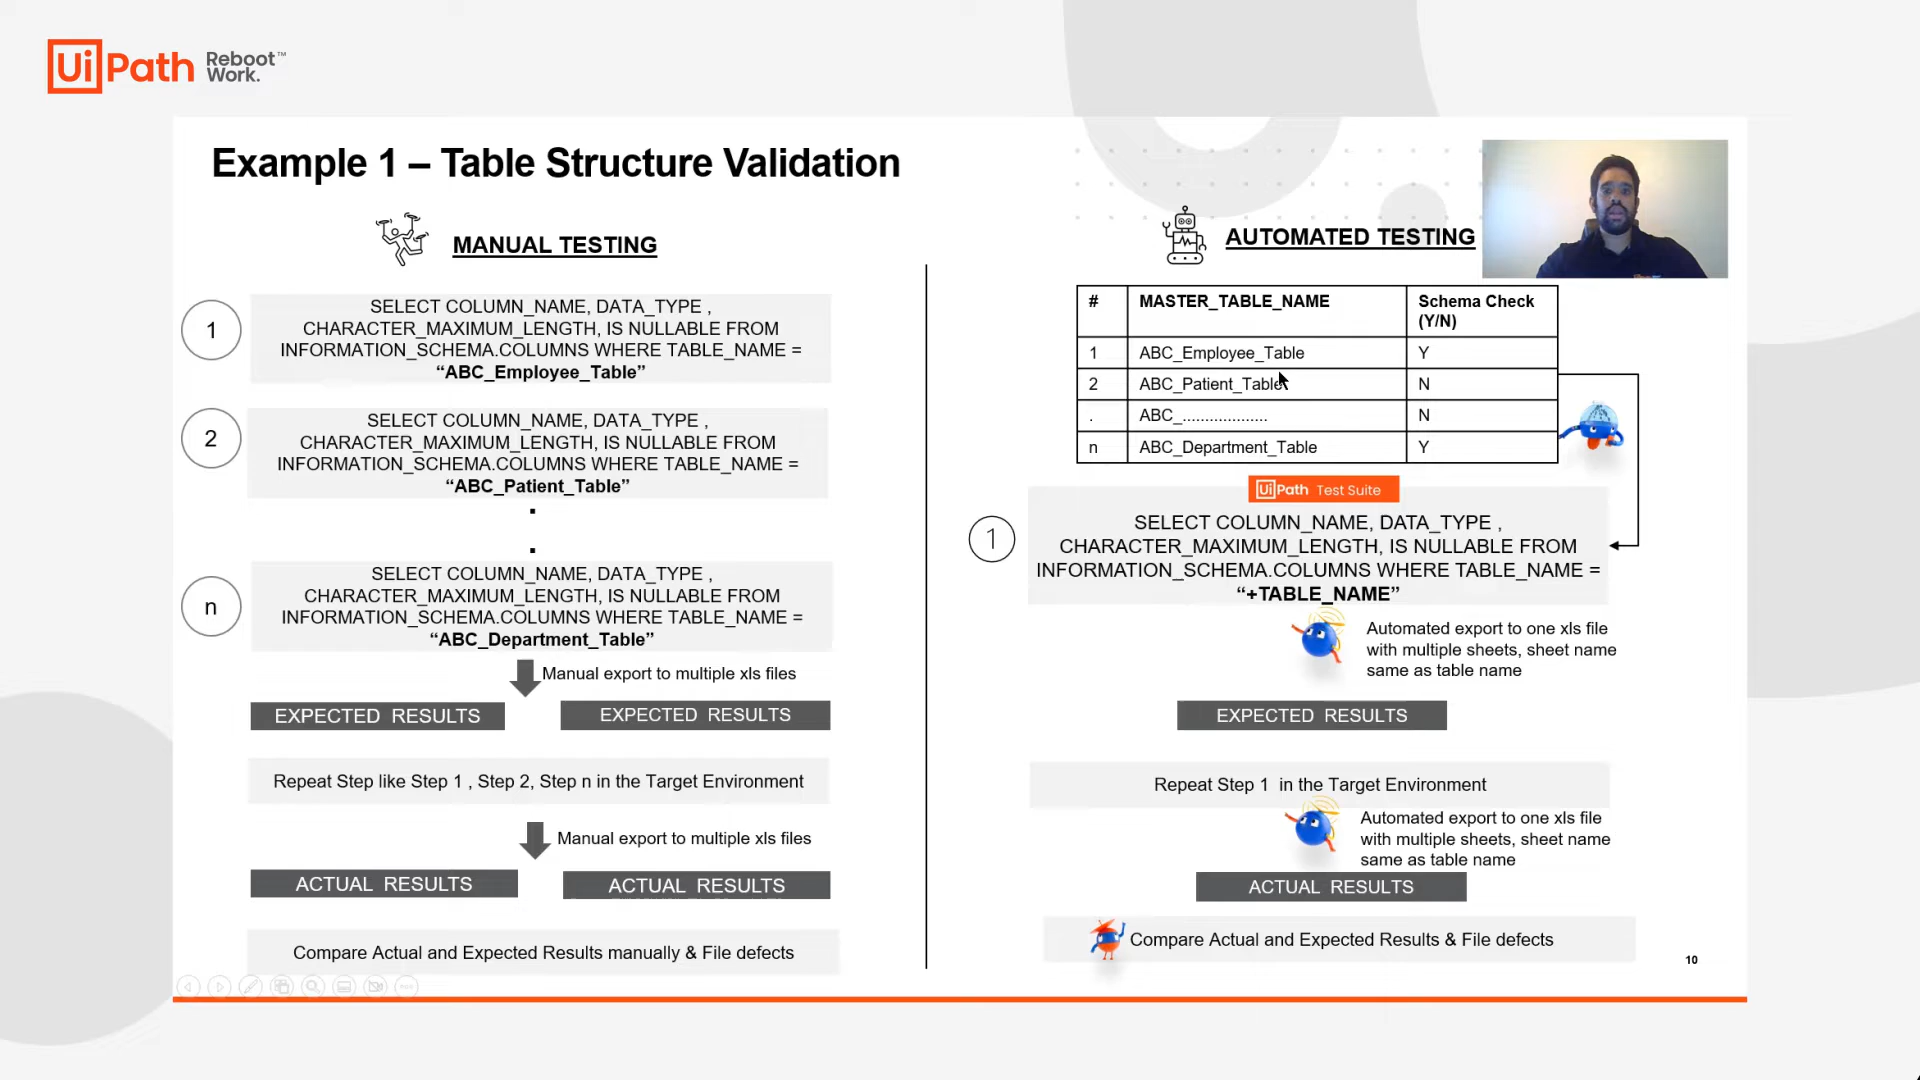 UiPath Reboot™
Work.
Example 1 – Table Structure Validation
MANUAL TESTING
1
SELECT COLUMN_NAME, DATA_TYPE ,
CHARACTER_MAXIMUM_LENGTH, IS NULLABLE FROM
INFORMATION_SCHEMA.COLUMNS WHERE TABLE_NAME =
“ABC_Employee_Table”
2
SELECT COLUMN_NAME, DATA_TYPE ,
CHARACTER_MAXIMUM_LENGTH, IS NULLABLE FROM
INFORMATION_SCHEMA.COLUMNS WHERE TABLE_NAME =
“ABC_Patient_Table”
.
.
n
SELECT COLUMN_NAME, DATA_TYPE ,
CHARACTER_MAXIMUM_LENGTH, IS NULLABLE FROM
INFORMATION_SCHEMA.COLUMNS WHERE TABLE_NAME =
“ABC_Department_Table”
Manual export to multiple xls files
EXPECTED RESULTS EXPECTED RESULTS
Repeat Step like Step 1 , Step 2, Step n in the Target Environment
Manual export to multiple xls files
ACTUAL RESULTS ACTUAL RESULTS
Compare Actual and Expected Results manually & File defects
AUTOMATED TESTING
# MASTER_TABLE_NAME Schema Check
(Y/N)
1 ABC_Employee_Table Y
2 ABC_Patient_Table N
. ABC_................... N
n ABC_Department_Table Y
UiPath Test Suite
1
SELECT COLUMN_NAME, DATA_TYPE ,
CHARACTER_MAXIMUM_LENGTH, IS NULLABLE FROM
INFORMATION_SCHEMA.COLUMNS WHERE TABLE_NAME =
“+TABLE_NAME”
Automated export to one xls file
with multiple sheets, sheet name
same as table name
EXPECTED RESULTS
Repeat Step 1 in the Target Environment
Automated export to one xls file
with multiple sheets, sheet name
same as table name
ACTUAL RESULTS
Compare Actual and Expected Results & File defects
10